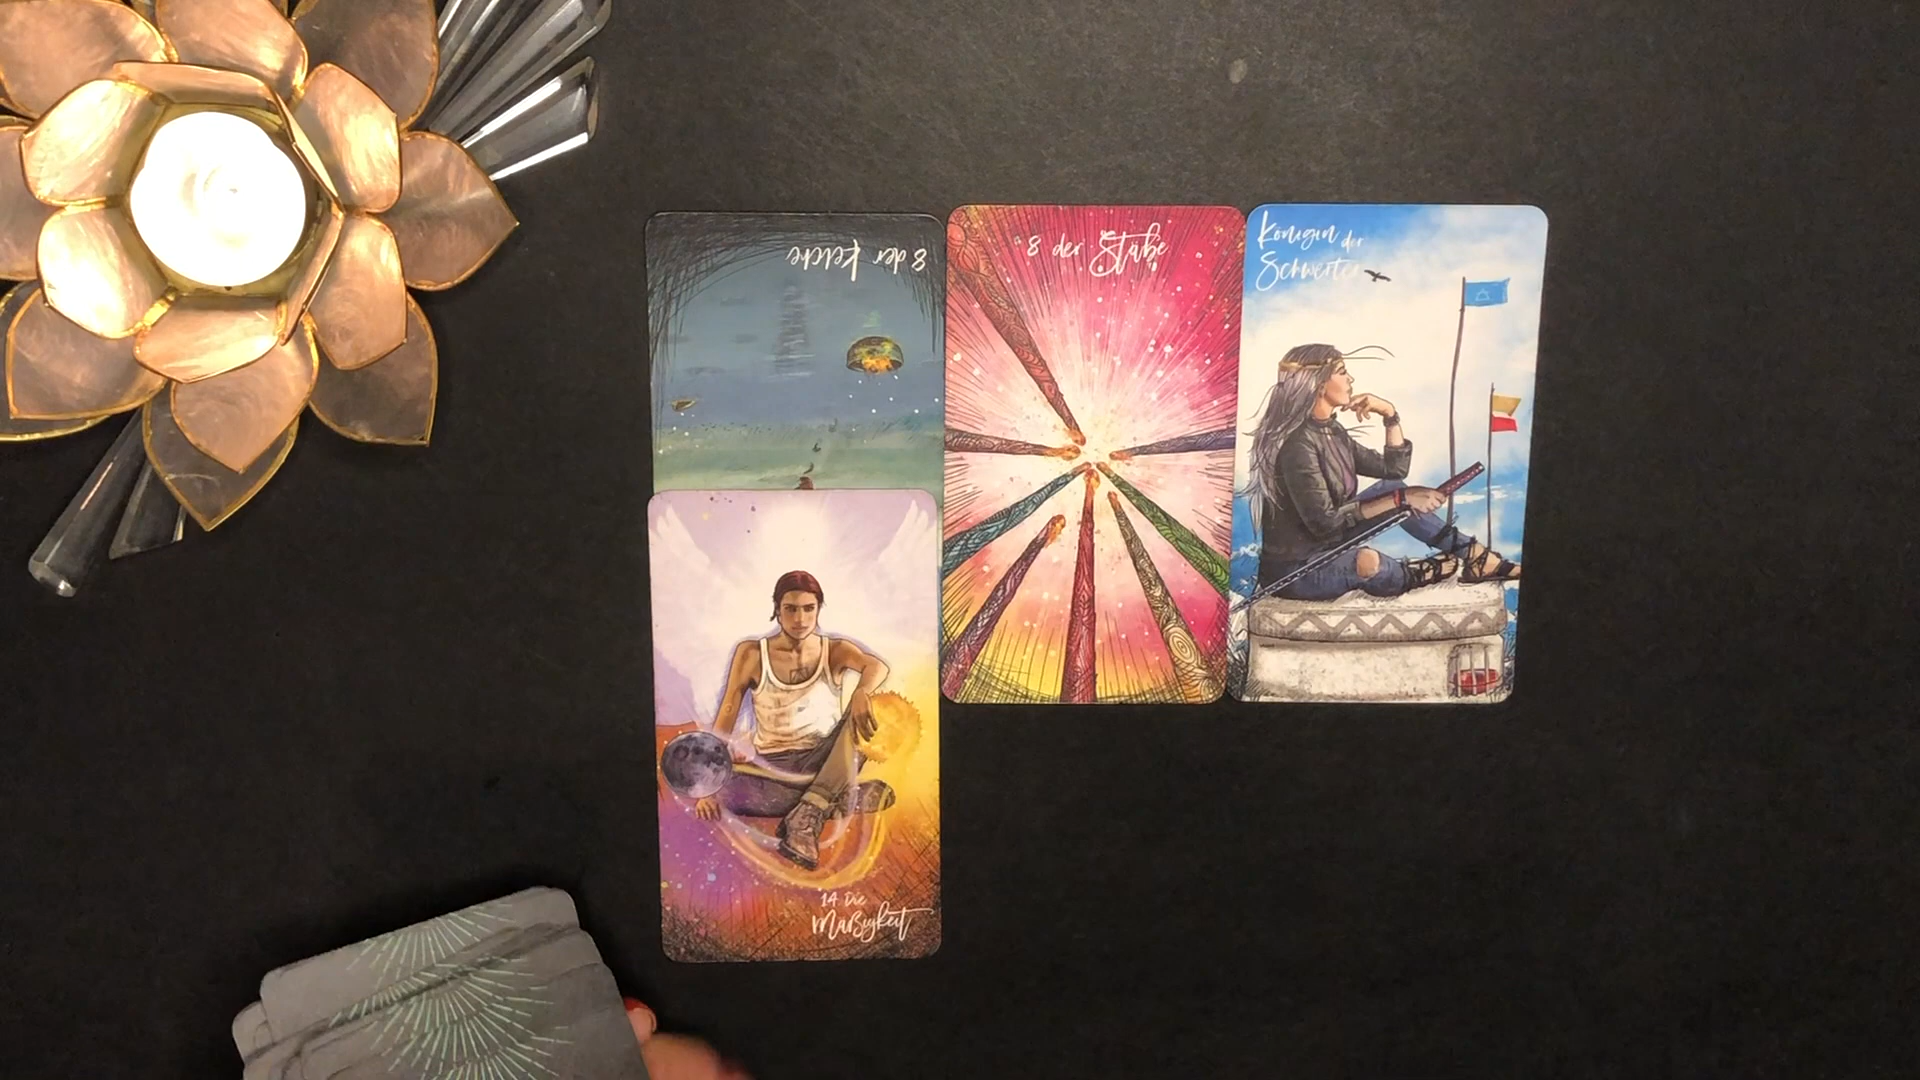 8 der Kelche
8 der Stäbe
Königin der
Schwerter
14 Die
Mäßigkeit